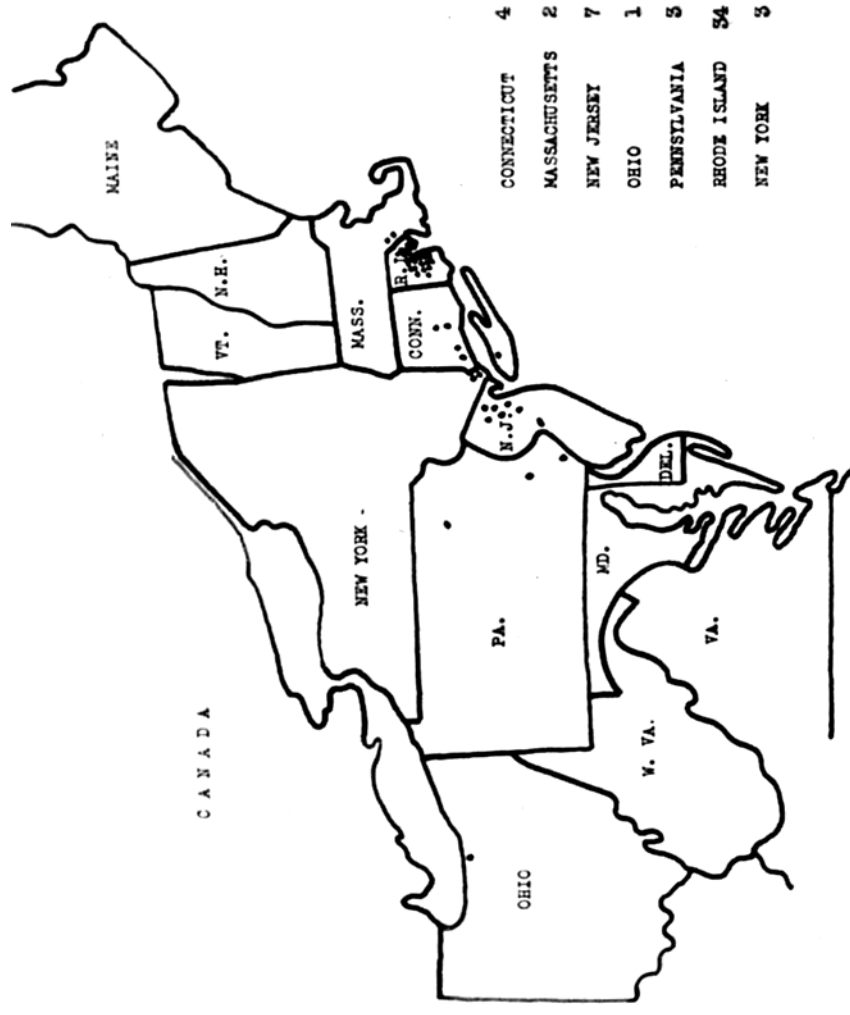 MAINE
N.H.
VT.
MASS.
R.I.
CONN.
CANADA
NEW YORK -
N.J.
PA.
DEL.
MD.
OHIO
W. VA.
VA.
CONNECTICUT 4
MASSACHUSETTS 2
NEW JERSEY 7
OHIO 1
PENNSYLVANIA 3
RHODE ISLAND 34
NEW YORK 3